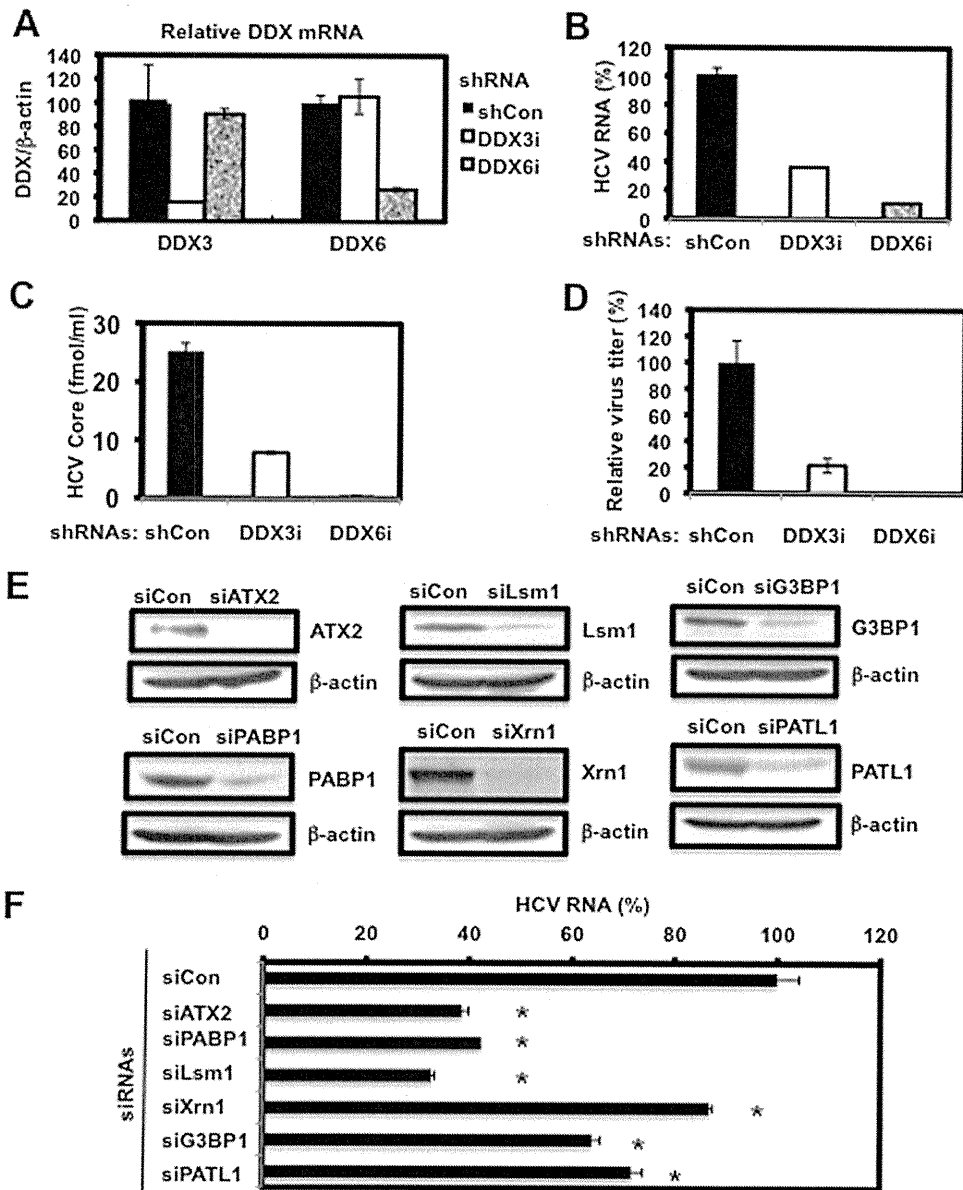 A
Relative DDX mRNA
DDX/β-actin
140
120
100
80
60
40
20
0
DDX3 DDX6
shRNA
shCon
DDX3i
DDX6i
B
HCV RNA (%)
120
100
80
60
40
20
0
shRNAs: shCon DDX3i DDX6i
C
HCV Core (fmol/ml)
30
20
10
0
shRNAs: shCon DDX3i DDX6i
D
Relative virus titer (%)
140
120
100
80
60
40
20
0
shRNAs: shCon DDX3i DDX6i
E
siCon siATX2
ATX2
β-actin
siCon siLsm1
Lsm1
β-actin
siCon siG3BP1
G3BP1
β-actin
siCon siPABP1
PABP1
β-actin
siCon siXrn1
Xrn1
β-actin
siCon siPATL1
PATL1
β-actin
F
HCV RNA (%)
0 20 40 60 80 100 120
siRNAs
siCon
siATX2 *
siPABP1 *
siLsm1 *
siXrn1 *
siG3BP1 *
siPATL1 *